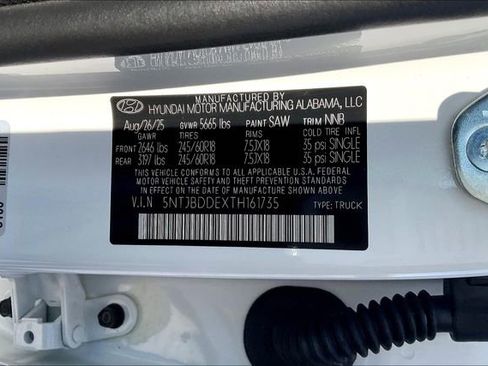 MANUFACTURED BY
HYUNDAI MOTOR MANUFACTURING ALABAMA, LLC
Aug/26/25 GVWR 5665 lbs PAINT SAW TRIM NNB
GAWR TIRES RIMS COLD INFL
FRONT 2646 lbs 245/60R18 7.5JX18 35 psi SINGLE
REAR 3197 lbs 245/60R18 7.5JX18 35 psi SINGLE
THIS VEHICLE CONFORMS TO ALL APPLICABLE U.S.A. FEDERAL
MOTOR VEHICLE SAFETY AND THEFT PREVENTION STANDARDS
IN EFFECT ON THE DATE OF MANUFACTURE SHOWN ABOVE.
V.I.N 5NTJBDDEXTH161735 TYPE: TRUCK